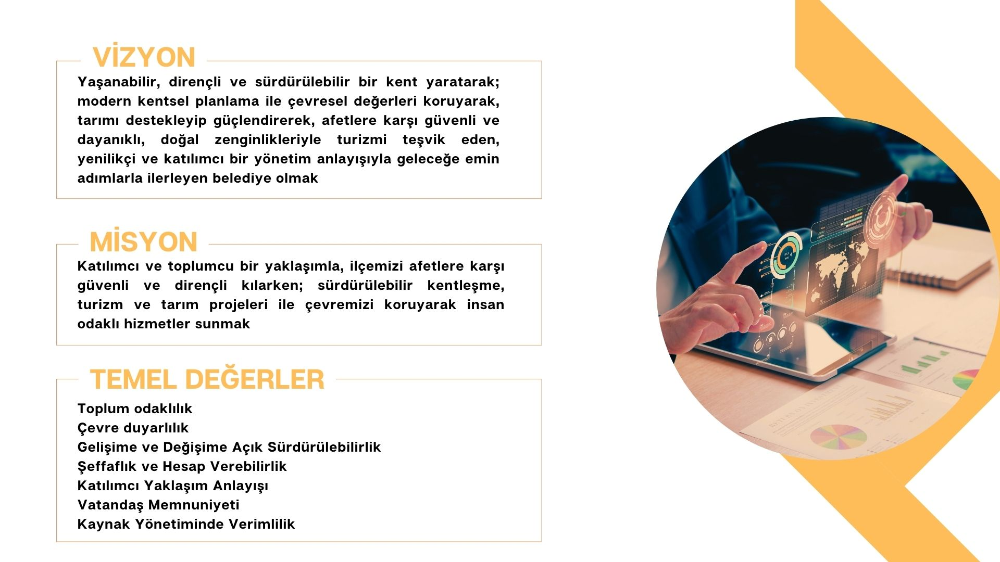 VİZYON
Yaşanabilir, dirençli ve sürdürülebilir bir kent yaratarak;
modern kentsel planlama ile çevresel değerleri koruyarak,
tarımı destekleyip güçlendirerek, afetlere karşı güvenli ve
dayanıklı, doğal zenginlikleriyle turizmi teşvik eden,
yenilikçi ve katılımcı bir yönetim anlayışıyla geleceğe emin
adımlarla ilerleyen belediye olmak
MİSYON
Katılımcı ve toplumcu bir yaklaşımla, ilçemizi afetlere karşı
güvenli ve dirençli kılarken; sürdürülebilir kentleşme,
turizm ve tarım projeleri ile çevremizi koruyarak insan
odaklı hizmetler sunmak
TEMEL DEĞERLER
Toplum odaklılık
Çevre duyarlılık
Gelişime ve Değişime Açık Sürdürülebilirlik
Şeffaflık ve Hesap Verebilirlik
Katılımcı Yaklaşım Anlayışı
Vatandaş Memnuniyeti
Kaynak Yönetiminde Verimlilik
RETURN ON INVESTMENT